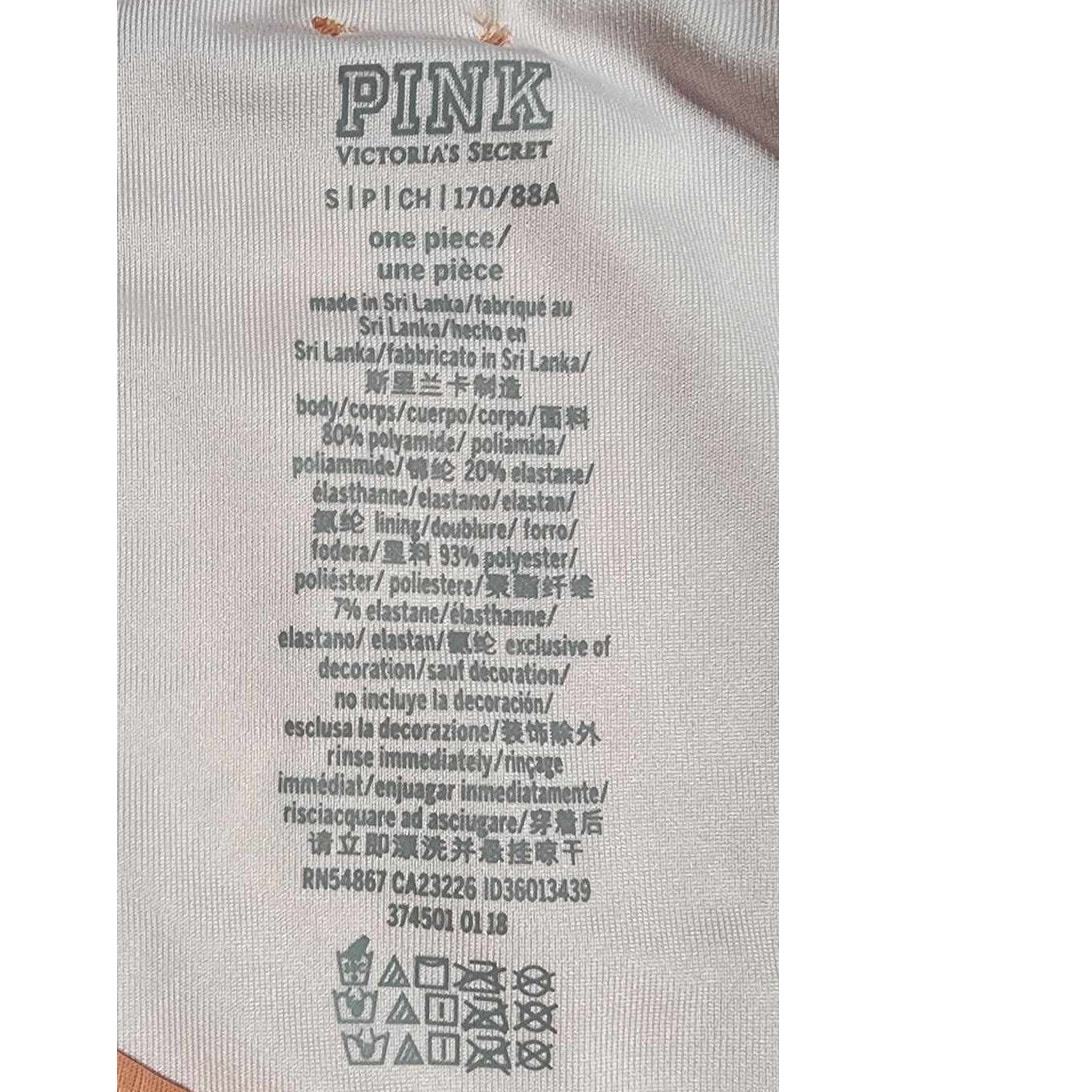 PINK
VICTORIA'S SECRET
S | P | CH | 170/88A
one piece/
une pièce
made in Sri Lanka/fabriqué au
Sri Lanka/hecho en
Sri Lanka/fabbricato in Sri Lanka/
斯里兰卡制造
body/corps/cuerpo/corpo/面料
80% polyamide/ poliamida/
poliammide/锦纶 20% elastane/
élasthanne/elastano/elastan/
氨纶 lining/doublure/ forro/
fodera/里料 93% polyester/
poliéster/ poliestere/聚酯纤维
7% elastane/élasthanne/
elastano/ elastan/氨纶 exclusive of
decoration/sauf décoration/
no incluye la decoración/
esclusa la decorazione/装饰除外
rinse immediately/rinçage
immédiat/enjuagar inmediatamente/
risciacquare ad asciugare/穿着后
请立即漂洗并悬挂晾干
RN54867 CA23226 ID36013439
374501 01 18